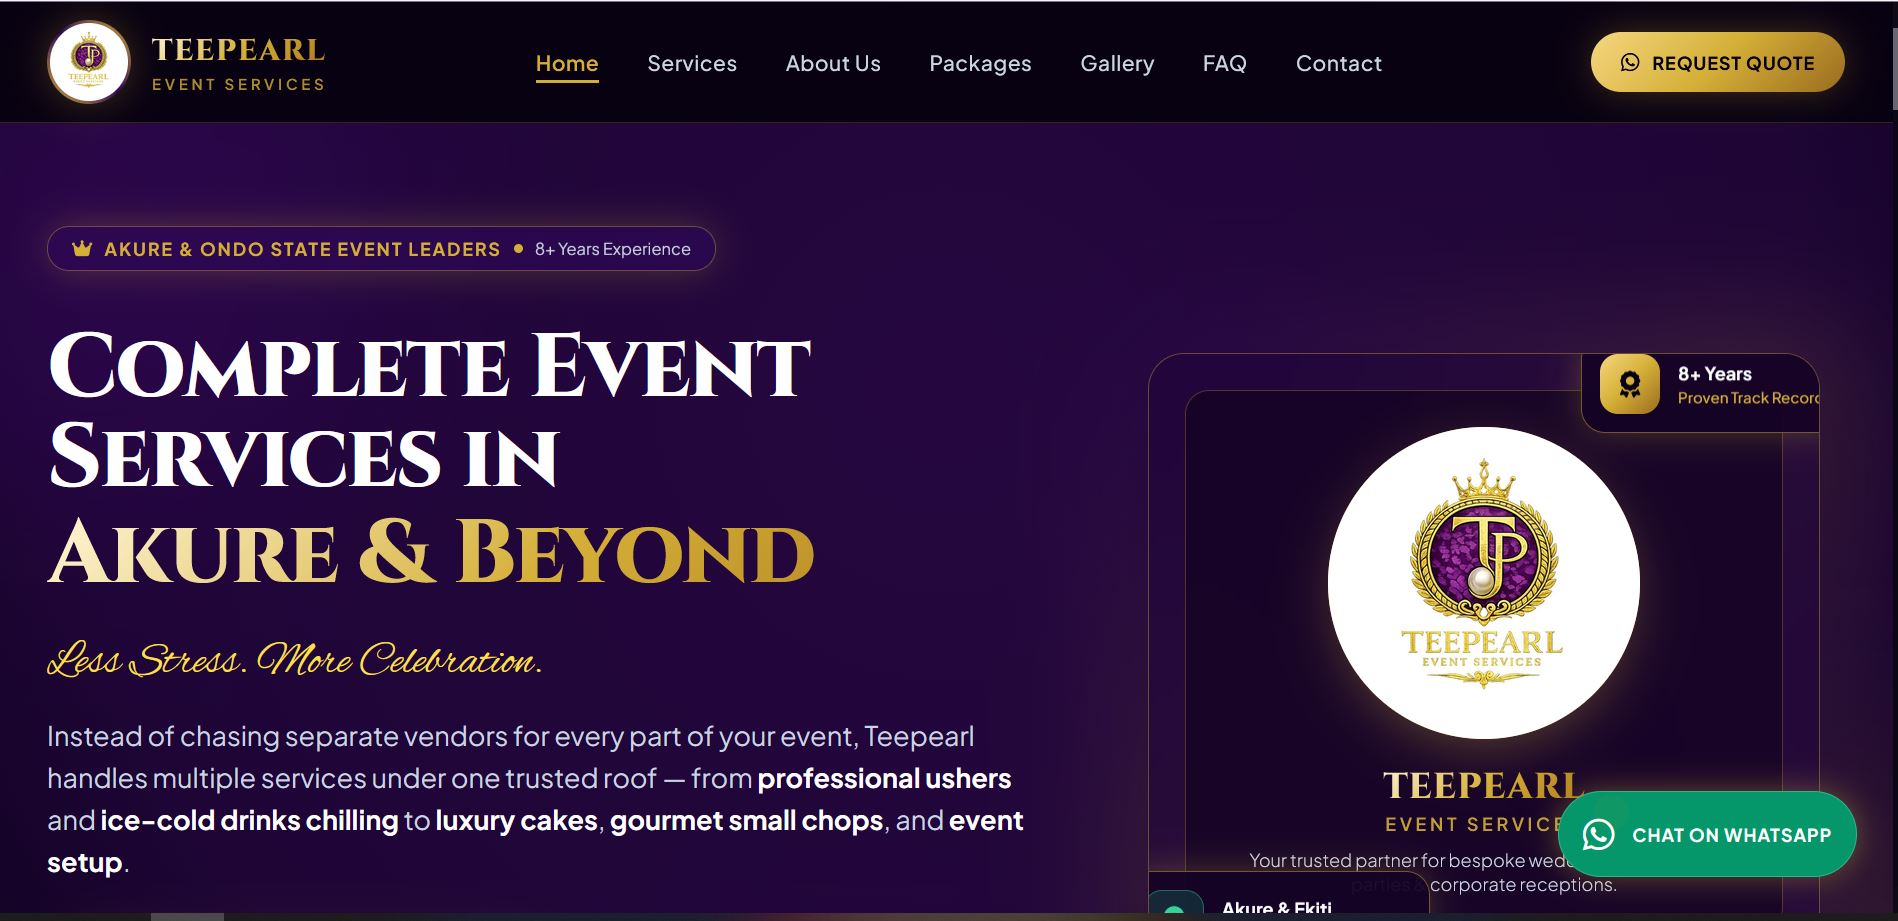 TEEPEARL
EVENT SERVICES
TEEPEARL
EVENT SERVICES
Home
Services
About Us
Packages
Gallery
FAQ
Contact
REQUEST QUOTE
AKURE & ONDO STATE EVENT LEADERS • 8+ Years Experience
COMPLETE EVENT
SERVICES IN
AKURE & BEYOND
Less Stress. More Celebration.
Instead of chasing separate vendors for every part of your event, Teepearl
handles multiple services under one trusted roof — from professional ushers
and ice-cold drinks chilling to luxury cakes, gourmet small chops, and event
setup.
8+ Years
Proven Track Record
TP
TEEPEARL
EVENT SERVICES
TEEPEARL
EVENT SERVICE
Your trusted partner for bespoke
parties & corporate receptions.
CHAT ON WHATSAPP
Akure & Ekiti